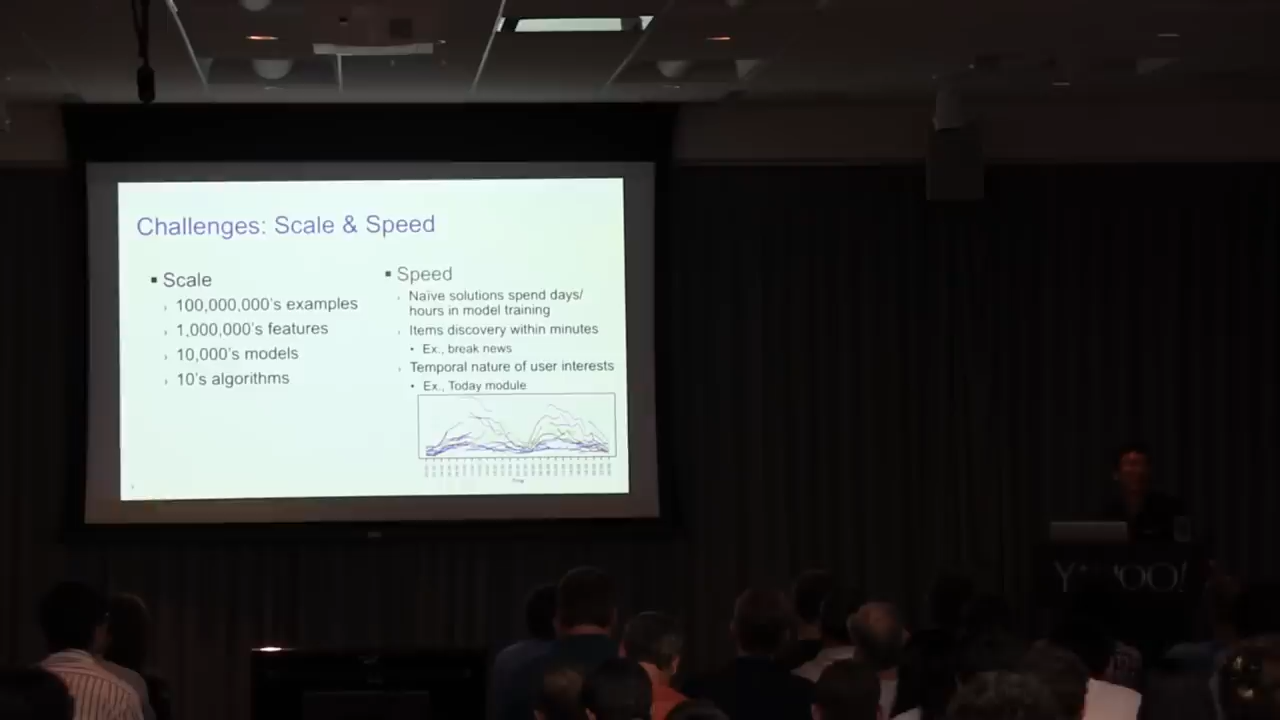 Challenges: Scale & Speed
▪ Scale
› 100,000,000's examples
› 1,000,000's features
› 10,000's models
› 10's algorithms
▪ Speed
› Naïve solutions spend days/
hours in model training
› Items discovery within minutes
• Ex., break news
› Temporal nature of user interests
• Ex., Today module
Time
YAHOO!